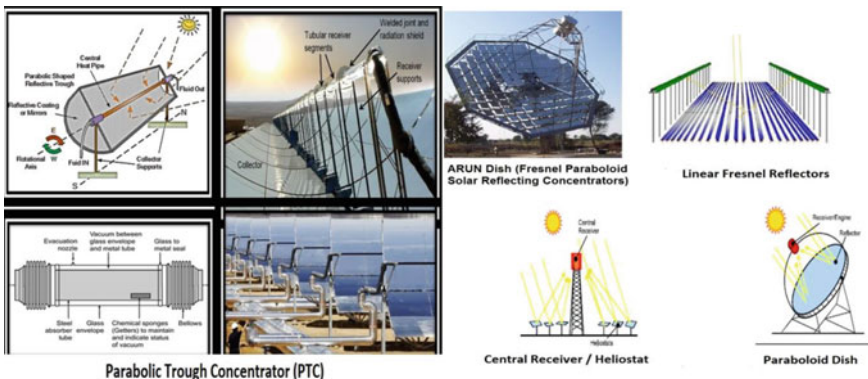 Central
Heat Pipe
Parabolic Shaped
Reflective Trough
Fluid Out
Reflective Coating
or Mirrors
N
E
W
Rotational
Axis
Fuid IN
Collector
Supports
S
Welded joint and
radiation shield
Tubular receiver
segments
Receiver
supports
Collector
Vacuum between
glass envelope
and metal tube
Evacuation
nozzle
Glass to
metal seal
Steel
absorber
tube
Glass
envelope
Chemical sponges
(Getters) to maintain
and indicate status
of vacuum
Bellows
Parabolic Trough Concentrator (PTC)
ARUN Dish (Fresnel Paraboloid
Solar Reflecting Concentrators)
Linear Fresnel Reflectors
Central
Receiver
Heliostats
Central Receiver / Heliostat
Receiver/Engine
Reflector
Paraboloid Dish